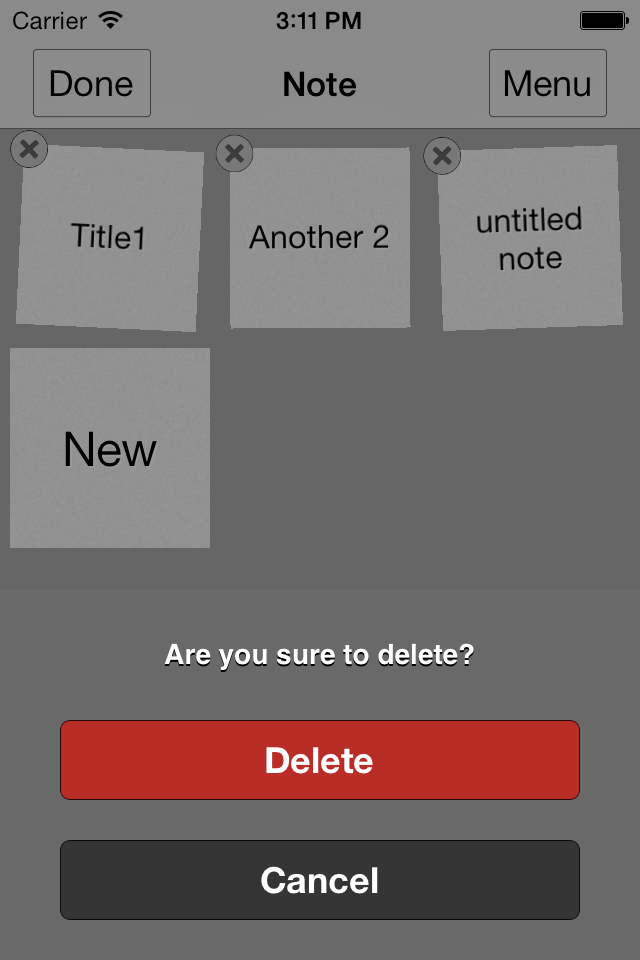 Carrier 3:11 PM
Done Note Menu
Title1
Another 2
untitled
note
New
Are you sure to delete?
Delete
Cancel